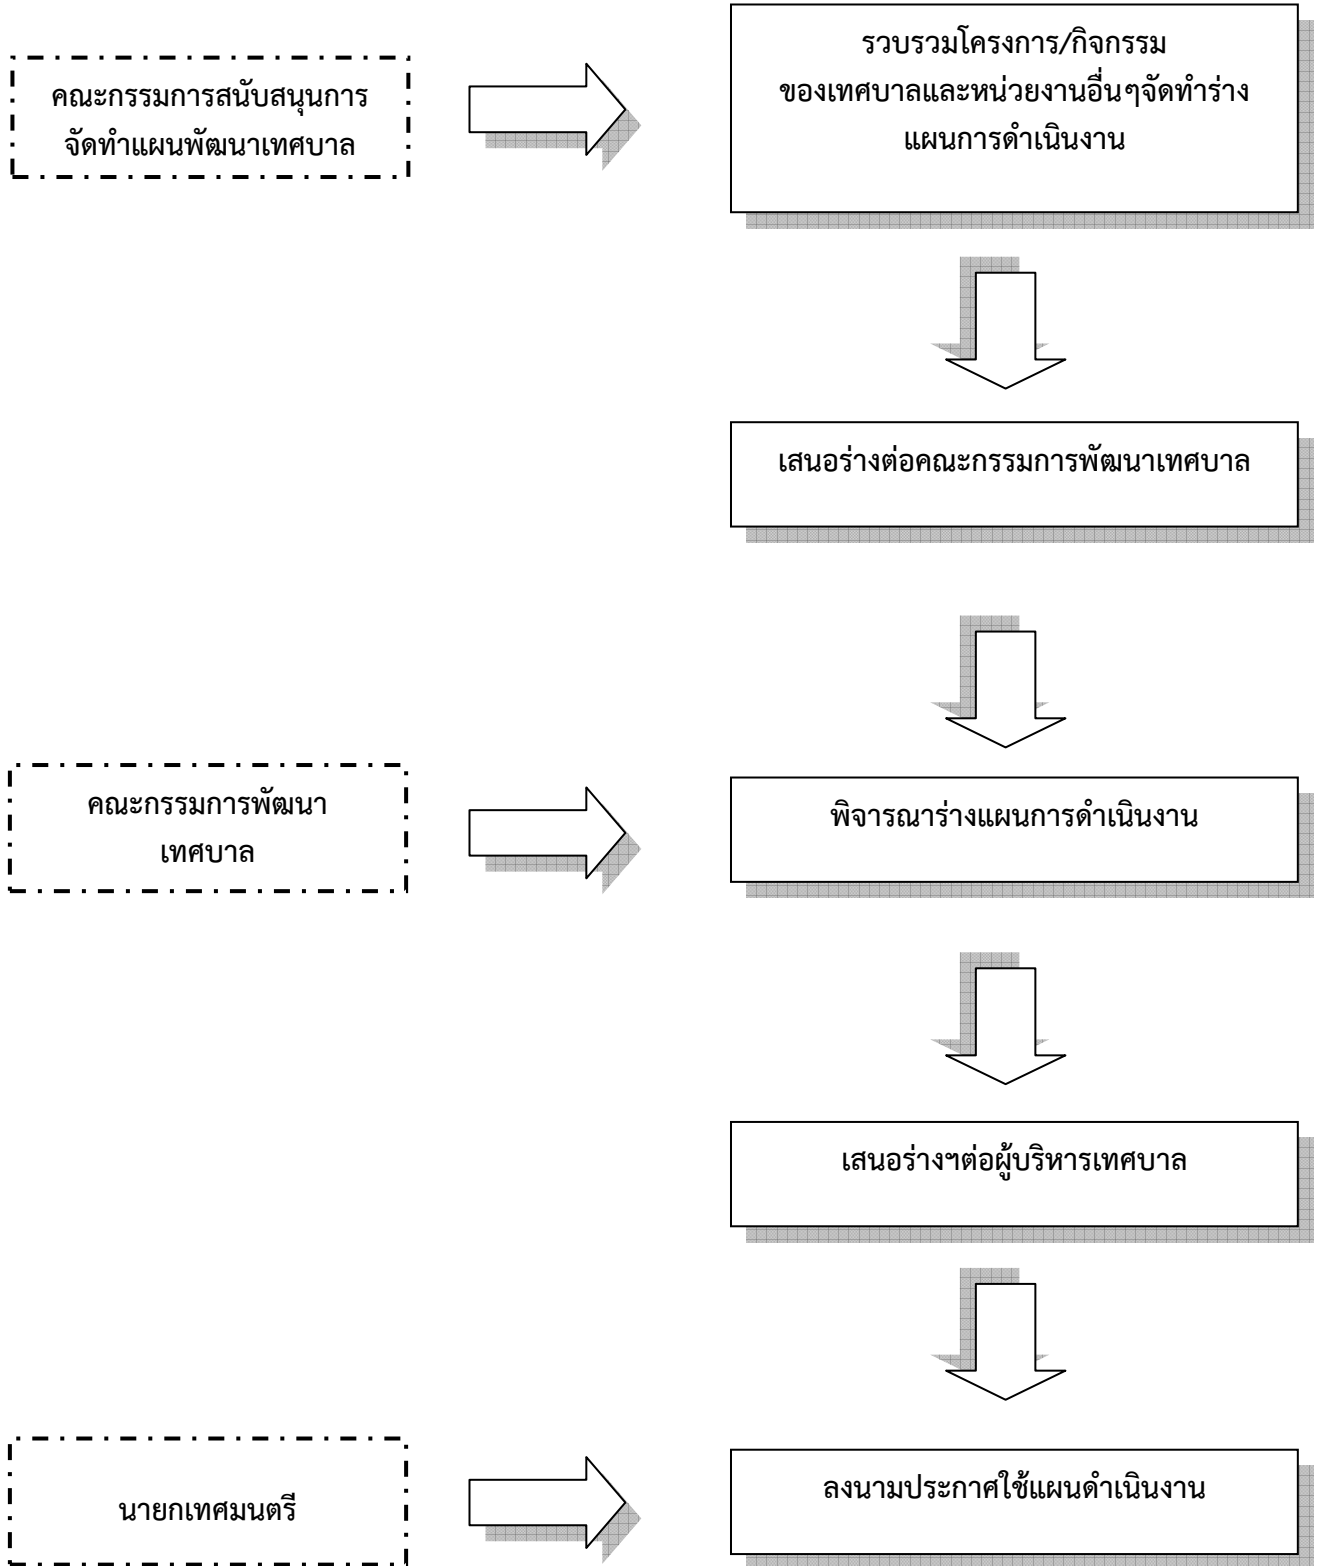 คณะกรรมการสนับสนุนการ
จัดทำแผนพัฒนาเทศบาล
รวบรวมโครงการ/กิจกรรม
ของเทศบาลและหน่วยงานอื่นๆจัดทำร่าง
แผนการดำเนินงาน
เสนอร่างต่อคณะกรรมการพัฒนาเทศบาล
คณะกรรมการพัฒนา
เทศบาล
พิจารณาร่างแผนการดำเนินงาน
เสนอร่างฯต่อผู้บริหารเทศบาล
นายกเทศมนตรี
ลงนามประกาศใช้แผนดำเนินงาน